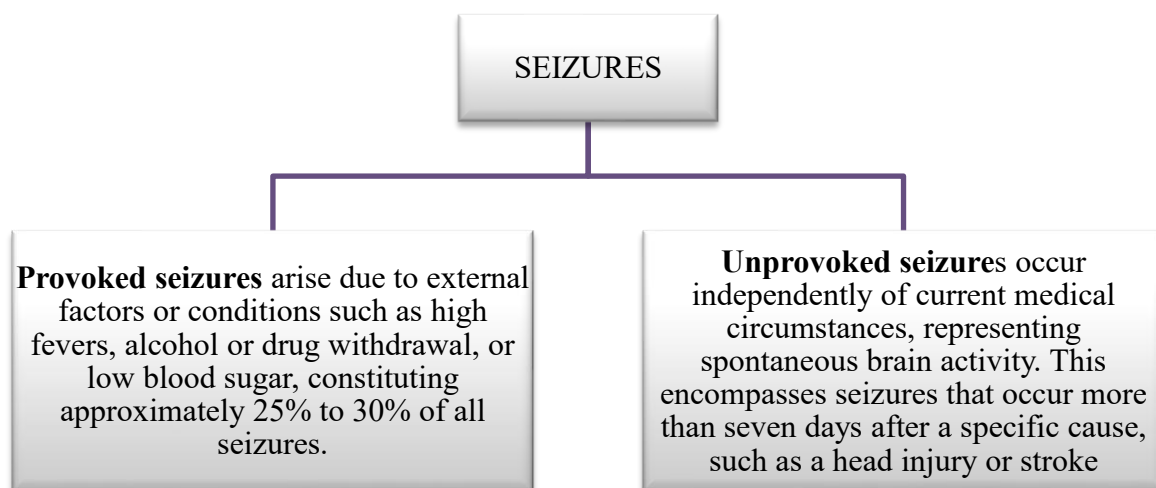 SEIZURES
Provoked seizures arise due to external
factors or conditions such as high
fevers, alcohol or drug withdrawal, or
low blood sugar, constituting
approximately 25% to 30% of all
seizures.
Unprovoked seizures occur
independently of current medical
circumstances, representing
spontaneous brain activity. This
encompasses seizures that occur more
than seven days after a specific cause,
such as a head injury or stroke